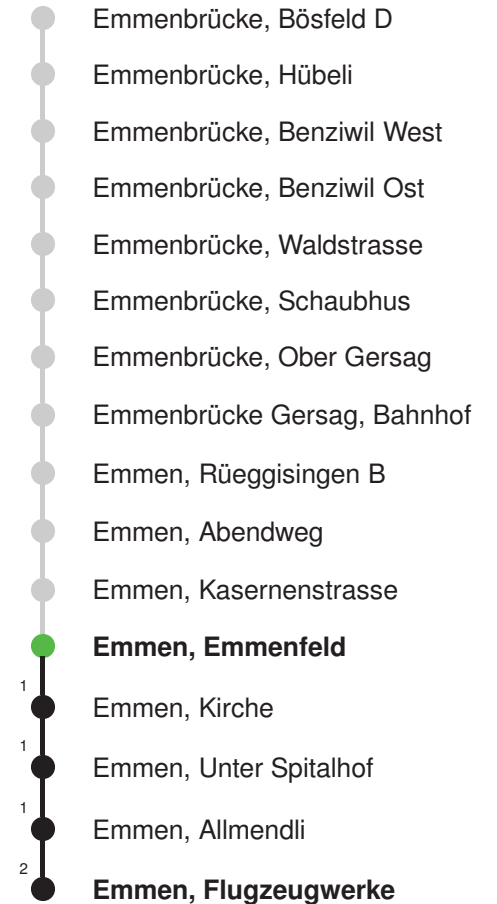 Emmenbrücke, Bösfeld D
Emmenbrücke, Hübeli
Emmenbrücke, Benziwil West
Emmenbrücke, Benziwil Ost
Emmenbrücke, Waldstrasse
Emmenbrücke, Schaubhus
Emmenbrücke, Ober Gersag
Emmenbrücke Gersag, Bahnhof
Emmen, Rüeggisingen B
Emmen, Abendweg
Emmen, Kasernenstrasse
Emmen, Emmenfeld
1 Emmen, Kirche
1 Emmen, Unter Spitalhof
1 Emmen, Allmendli
2 Emmen, Flugzeugwerke